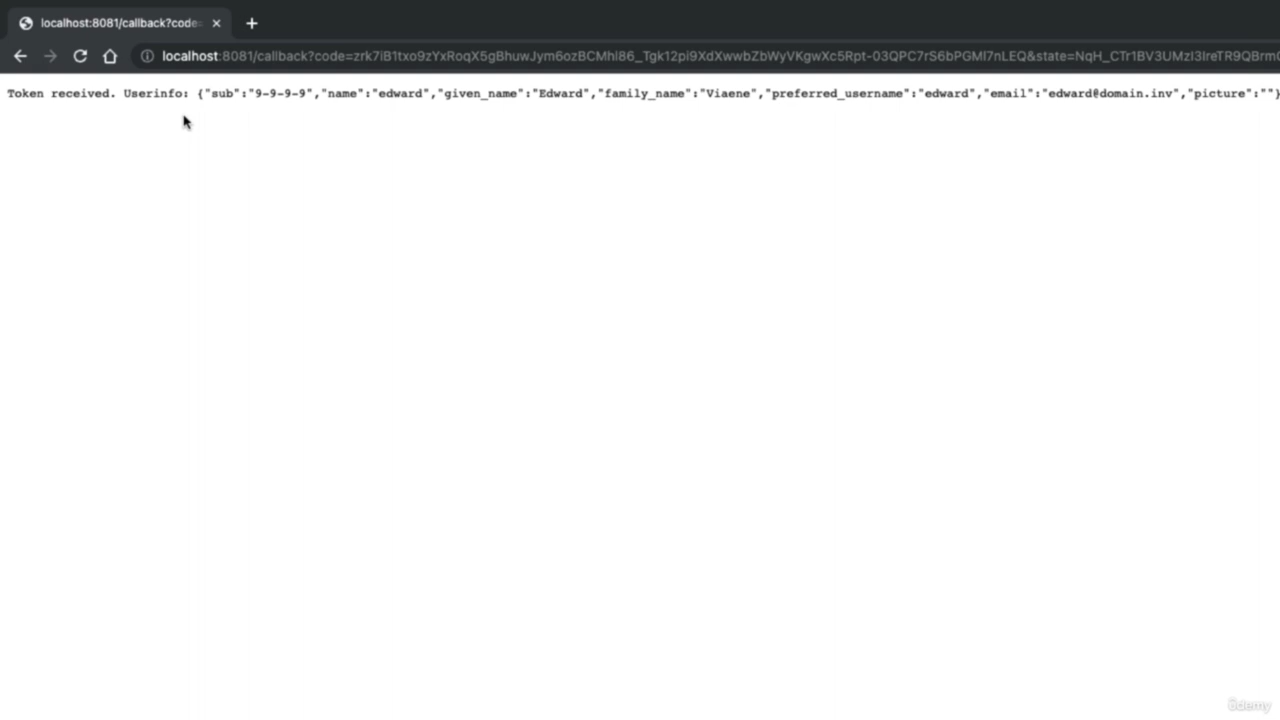 localhost:8081/callback?code=
localhost:8081/callback?code=zrk7iB1txo9zYxRoqX5gBhuwJym6ozBCMhl86_Tgk12pi9XdXwwbZbWyVKgwXc5Rpt-03QPC7rS6bPGMl7nLEQ&state=NqH_CTr1BV3UMzI3IreTR9QBrm
Token received. Userinfo: {"sub":"9-9-9-9","name":"edward","given_name":"Edward","family_name":"Viaene","preferred_username":"edward","email":"edward@domain.inv","picture":""}
ûdemy